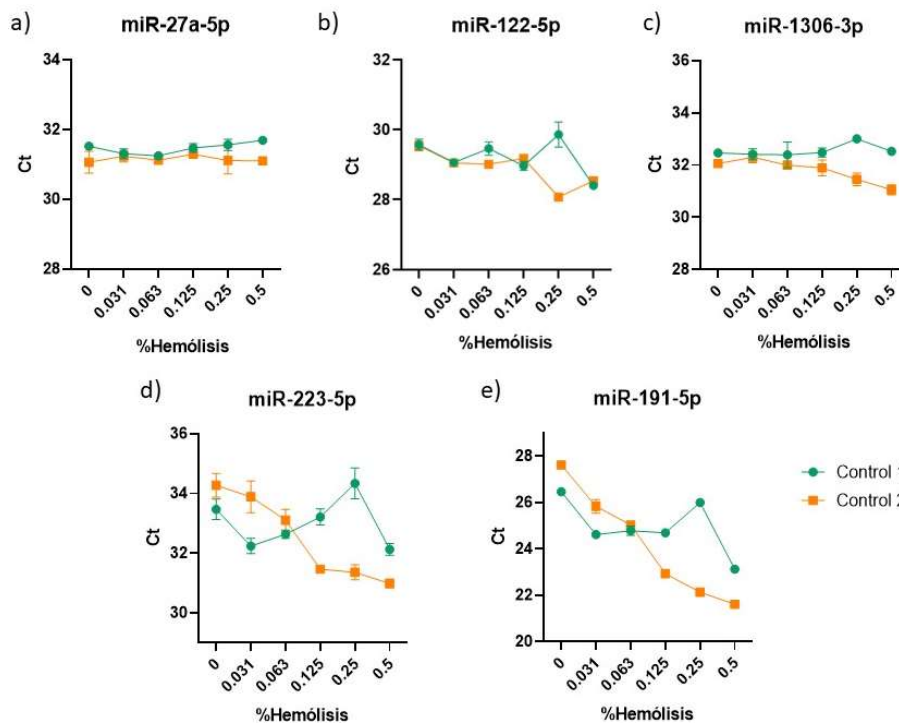 a)
miR-27a-5p
34
32
30
28
Ct
0
0.031
0.063
0.125
0.25
0.5
%Hemólisis
b)
miR-122-5p
32
30
28
26
Ct
0
0.031
0.063
0.125
0.25
0.5
%Hemólisis
c)
miR-1306-3p
36
34
32
30
28
Ct
0
0.031
0.063
0.125
0.25
0.5
%Hemólisis
d)
miR-223-5p
36
34
32
30
Ct
0
0.031
0.063
0.125
0.25
0.5
%Hemólisis
e)
miR-191-5p
28
26
24
22
20
Ct
0
0.031
0.063
0.125
0.25
0.5
%Hemólisis
Control 1
Control 2